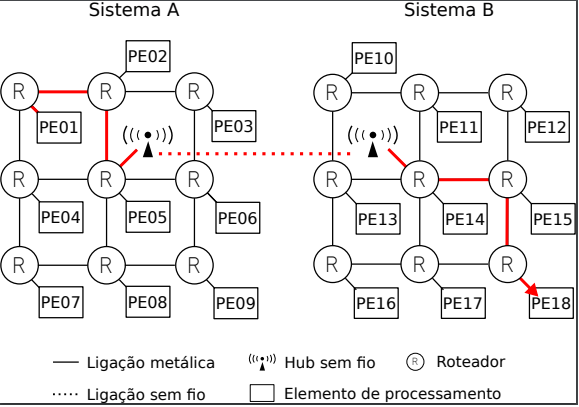 Sistema A
Sistema B
PE02
PE10
R R R
R R R
PE01
PE03
PE11
PE12
R R R
R R R
PE04
PE05
PE06
PE13
PE14
PE15
R R R
R R R
PE07
PE08
PE09
PE16
PE17
PE18
Ligação metálica
Hub sem fio
R Roteador
Ligação sem fio
Elemento de processamento